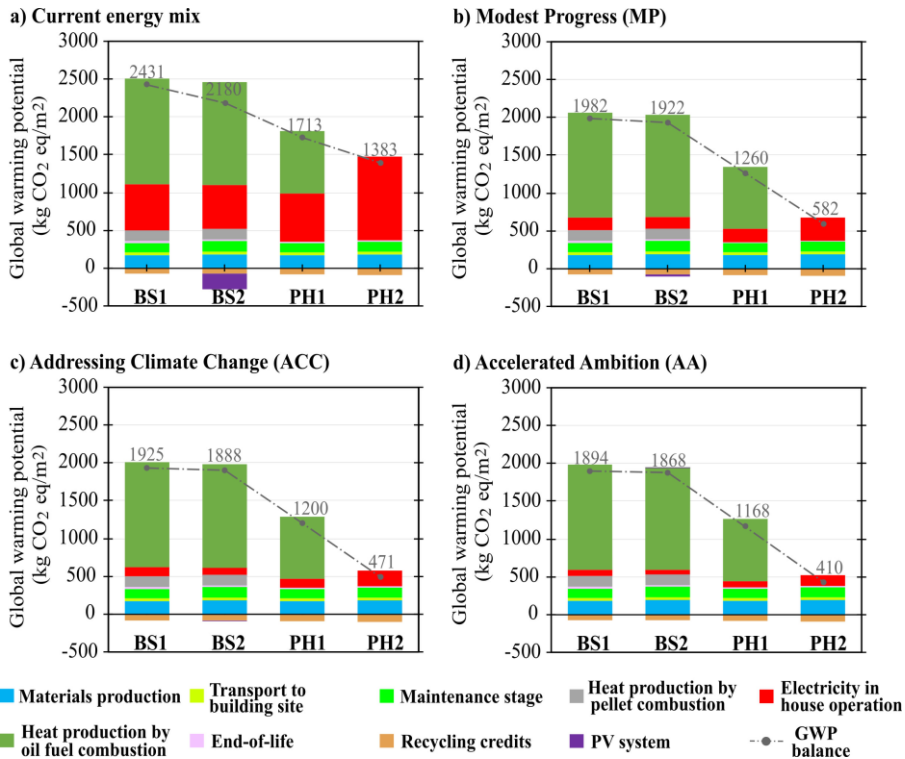 a) Current energy mix
Global warming potential
(kg CO2 eq/m2)
3000
2500
2000
1500
1000
500
0
-500
2431
2180
1713
1383
BS1 BS2 PH1 PH2
b) Modest Progress (MP)
Global warming potential
(kg CO2 eq/m2)
3000
2500
2000
1500
1000
500
0
-500
1982
1922
1260
582
BS1 BS2 PH1 PH2
c) Addressing Climate Change (ACC)
Global warming potential
(kg CO2 eq/m2)
3000
2500
2000
1500
1000
500
0
-500
1925
1888
1200
471
BS1 BS2 PH1 PH2
d) Accelerated Ambition (AA)
Global warming potential
(kg CO2 eq/m2)
3000
2500
2000
1500
1000
500
0
-500
1894
1868
1168
410
BS1 BS2 PH1 PH2
Materials production
Transport to
building site
Maintenance stage
Heat production by
pellet combustion
Electricity in
house operation
Heat production by
oil fuel combustion
End-of-life
Recycling credits
PV system
GWP
balance